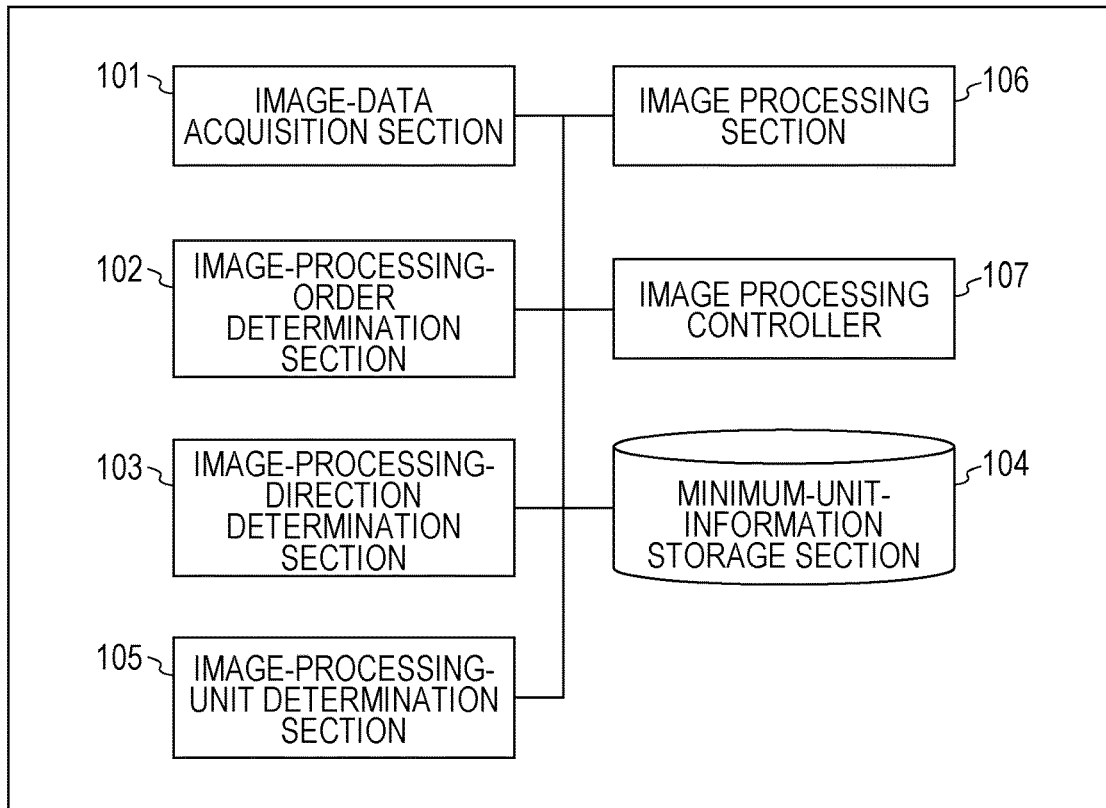 101
IMAGE-DATA
ACQUISITION SECTION
106
IMAGE PROCESSING
SECTION
102
IMAGE-PROCESSING-
ORDER
DETERMINATION
SECTION
107
IMAGE PROCESSING
CONTROLLER
103
IMAGE-PROCESSING-
DIRECTION
DETERMINATION
SECTION
104
MINIMUM-UNIT-
INFORMATION
STORAGE SECTION
105
IMAGE-PROCESSING-
UNIT DETERMINATION
SECTION